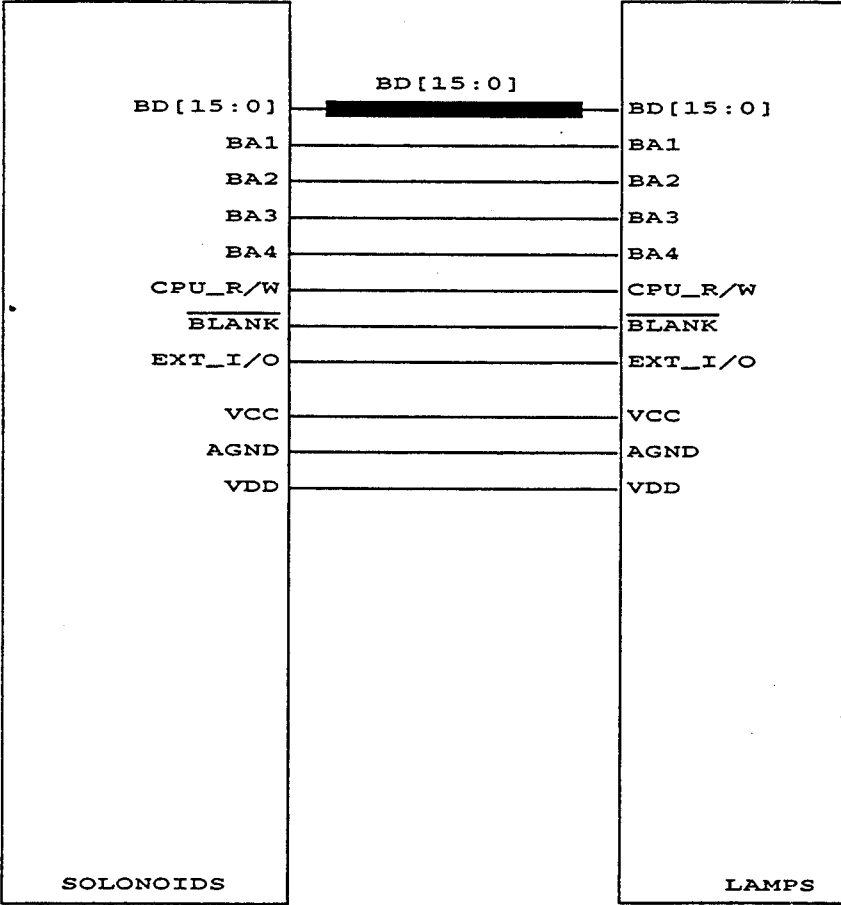 BD[15:0]
BD[15:0] BD[15:0]
BA1 BA1
BA2 BA2
BA3 BA3
BA4 BA4
CPU_R/W CPU_R/W
BLANK BLANK
EXT_I/O EXT_I/O
VCC VCC
AGND AGND
VDD VDD
SOLONOIDS LAMPS